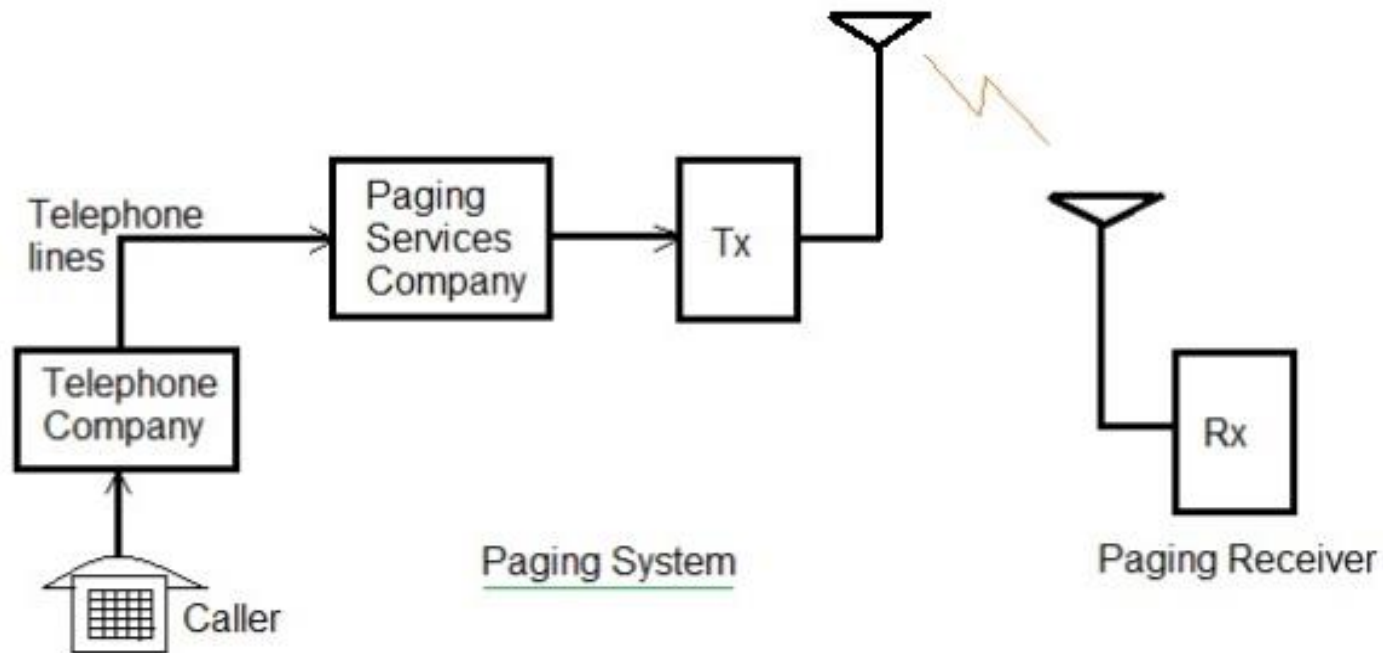 Telephone
lines
Paging
Services
Company
Tx
Telephone
Company
Rx
Caller
Paging System
Paging Receiver